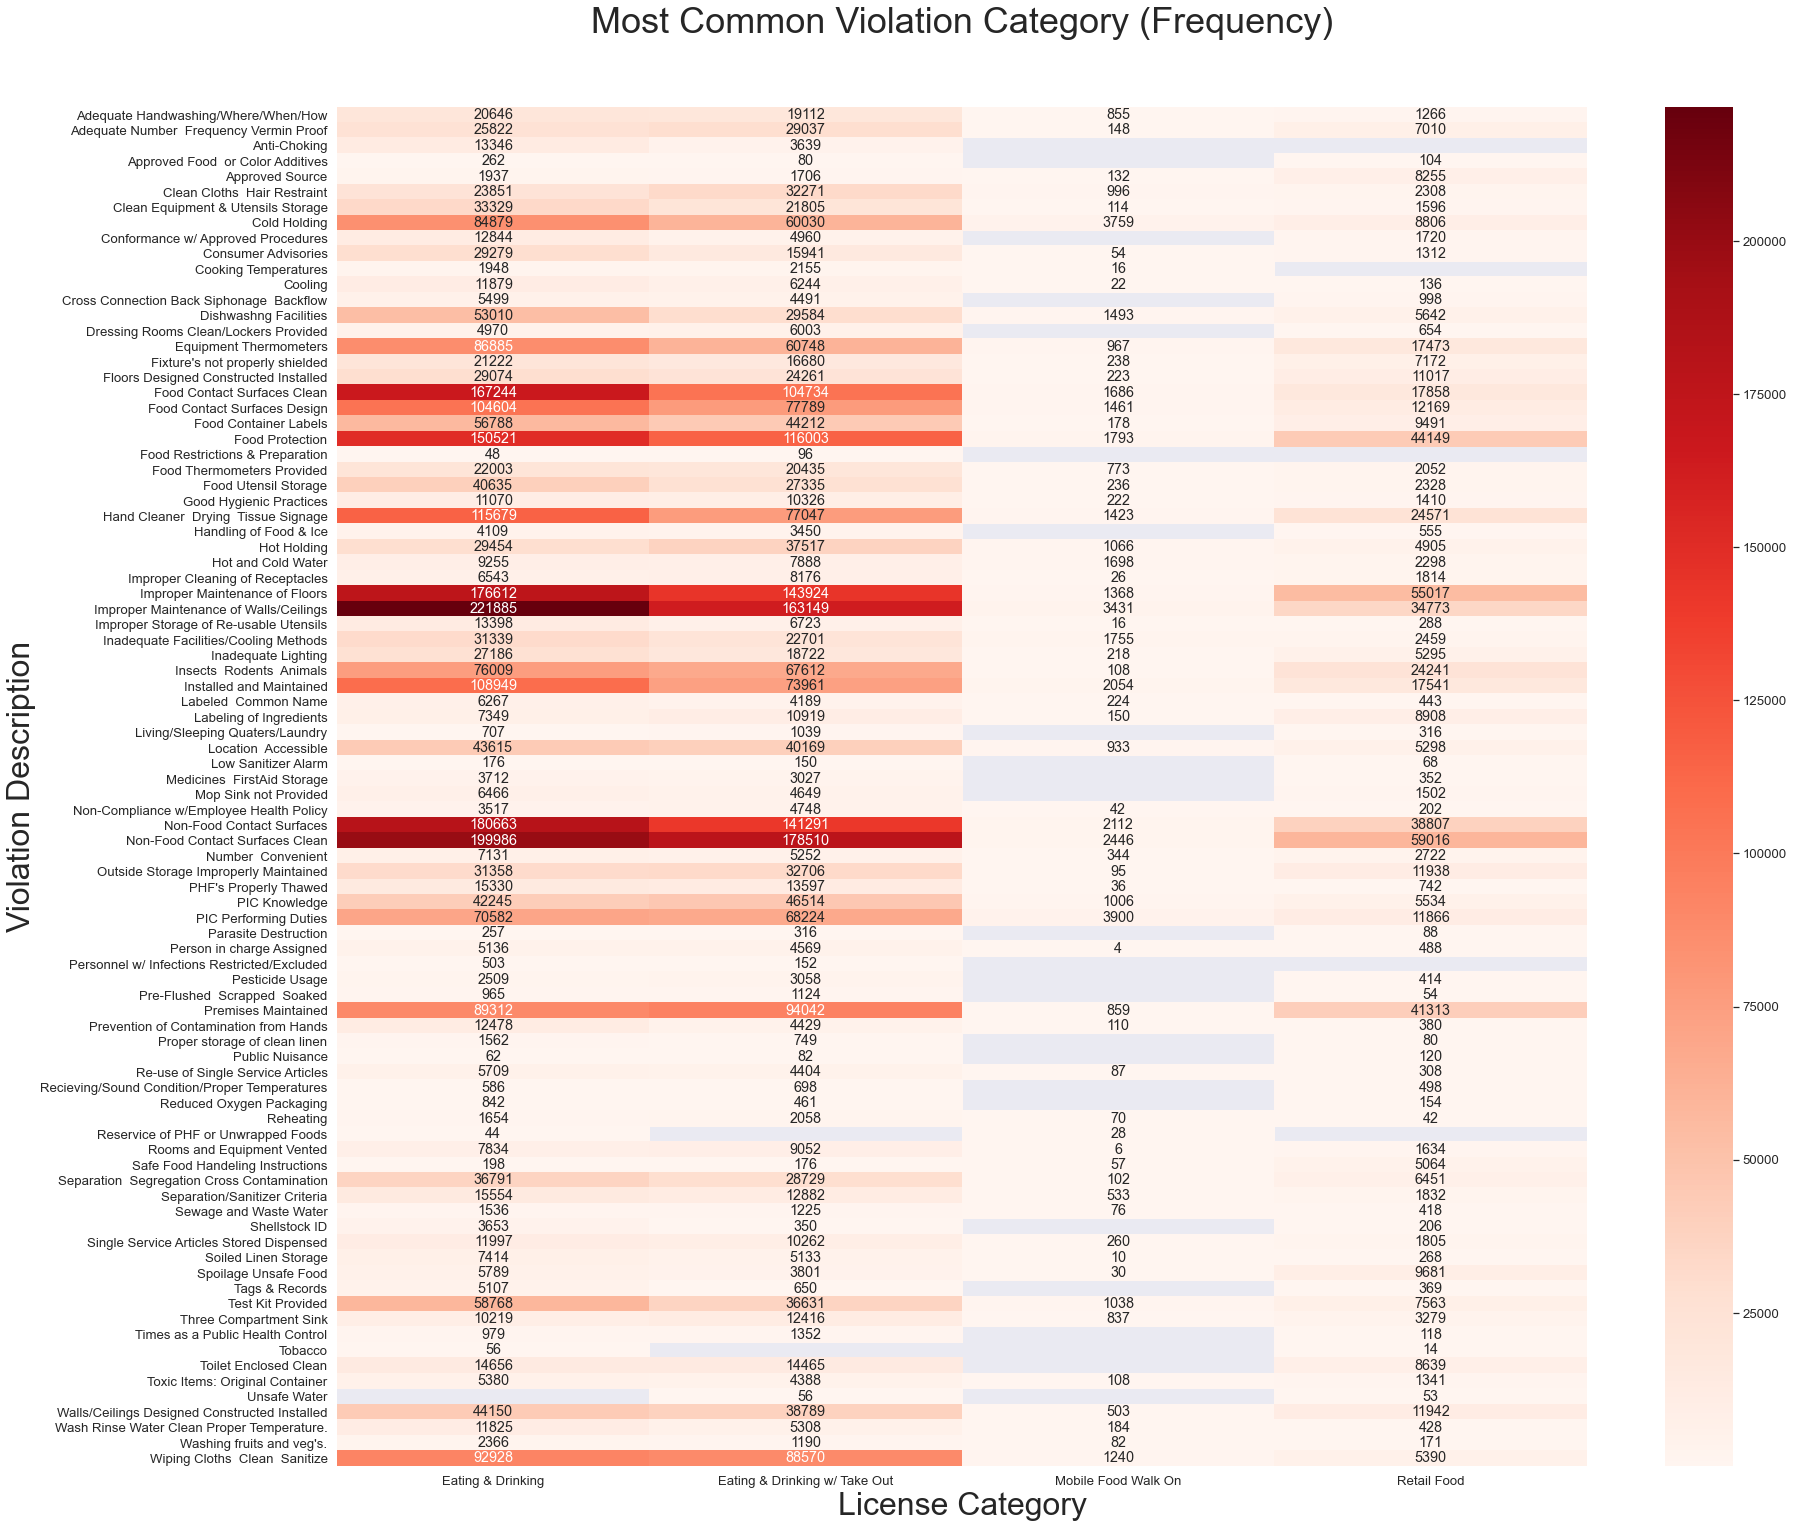 Most Common Violation Category (Frequency)
Adequate Handwashing/Where/When/How 20646 19112 855 1266
Adequate Number  Frequency Vermin Proof 25822 29037 148 7010
Anti-Choking 13346 3639
Approved Food  or Color Additives 262 80 104
Approved Source 1937 1706 132 8255
Clean Cloths  Hair Restraint 23851 32271 996 2308
Clean Equipment & Utensils Storage 33329 21805 114 1596
Cold Holding 84879 60030 3759 8806
Conformance w/ Approved Procedures 12844 4960 1720
Consumer Advisories 29279 15941 54 1312
Cooking Temperatures 1948 2155 16
Cooling 11879 6244 22 136
Cross Connection Back Siphonage  Backflow 5499 4491 998
Dishwashng Facilities 53010 29584 1493 5642
Dressing Rooms Clean/Lockers Provided 4970 6003 654
Equipment Thermometers 86885 60748 967 17473
Fixture's not properly shielded 21222 16680 238 7172
Floors Designed Constructed Installed 29074 24261 223 11017
Food Contact Surfaces Clean 167244 104734 1686 17858
Food Contact Surfaces Design 104604 77789 1461 12169
Food Container Labels 56788 44212 178 9491
Food Protection 150521 116003 1793 44149
Food Restrictions & Preparation 48 96
Food Thermometers Provided 22003 20435 773 2052
Food Utensil Storage 40635 27335 236 2328
Good Hygienic Practices 11070 10326 222 1410
Hand Cleaner  Drying  Tissue Signage 115679 77047 1423 24571
Handling of Food & Ice 4109 3450 555
Hot Holding 29454 37517 1066 4905
Hot and Cold Water 9255 7888 1698 2298
Improper Cleaning of Receptacles 6543 8176 26 1814
Improper Maintenance of Floors 176612 143924 1368 55017
Improper Maintenance of Walls/Ceilings 221885 163149 3431 34773
Improper Storage of Re-usable Utensils 13398 6723 16 288
Inadequate Facilities/Cooling Methods 31339 22701 1755 2459
Inadequate Lighting 27186 18722 218 5295
Insects  Rodents  Animals 76009 67612 108 24241
Installed and Maintained 108949 73961 2054 17541
Labeled  Common Name 6267 4189 224 443
Labeling of Ingredients 7349 10919 150 8908
Living/Sleeping Quaters/Laundry 707 1039 316
Location  Accessible 43615 40169 933 5298
Low Sanitizer Alarm 176 150 68
Medicines  FirstAid Storage 3712 3027 352
Mop Sink not Provided 6466 4649 1502
Non-Compliance w/Employee Health Policy 3517 4748 42 202
Non-Food Contact Surfaces 180663 141291 2112 38807
Non-Food Contact Surfaces Clean 199986 178510 2446 59016
Number  Convenient 7131 5252 344 2722
Outside Storage Improperly Maintained 31358 32706 95 11938
PHF's Properly Thawed 15330 13597 36 742
PIC Knowledge 42245 46514 1006 5534
PIC Performing Duties 70582 68224 3900 11866
Parasite Destruction 257 316 88
Person in charge Assigned 5136 4569 4 488
Personnel w/ Infections Restricted/Excluded 503 152
Pesticide Usage 2509 3058 414
Pre-Flushed  Scrapped  Soaked 965 1124 54
Premises Maintained 89312 94042 859 41313
Prevention of Contamination from Hands 12478 4429 110 380
Proper storage of clean linen 1562 749 80
Public Nuisance 62 82 120
Re-use of Single Service Articles 5709 4404 87 308
Recieving/Sound Condition/Proper Temperatures 586 698 498
Reduced Oxygen Packaging 842 461 154
Reheating 1654 2058 70 42
Reservice of PHF or Unwrapped Foods 44 28
Rooms and Equipment Vented 7834 9052 6 1634
Safe Food Handeling Instructions 198 176 57 5064
Separation  Segregation Cross Contamination 36791 28729 102 6451
Separation/Sanitizer Criteria 15554 12882 533 1832
Sewage and Waste Water 1536 1225 76 418
Shellstock ID 3653 350 206
Single Service Articles Stored Dispensed 11997 10262 260 1805
Soiled Linen Storage 7414 5133 10 268
Spoilage Unsafe Food 5789 3801 30 9681
Tags & Records 5107 650 369
Test Kit Provided 58768 36631 1038 7563
Three Compartment Sink 10219 12416 837 3279
Times as a Public Health Control 979 1352 118
Tobacco 56 14
Toilet Enclosed Clean 14656 14465 8639
Toxic Items: Original Container 5380 4388 108 1341
Unsafe Water 56 53
Walls/Ceilings Designed Constructed Installed 44150 38789 503 11942
Wash Rinse Water Clean Proper Temperature. 11825 5308 184 428
Washing fruits and veg's. 2366 1190 82 171
Wiping Cloths  Clean  Sanitize 92928 88570 1240 5390
Eating & Drinking
Eating & Drinking w/ Take Out
Mobile Food Walk On
Retail Food
License Category
Violation Description
200000
175000
150000
125000
100000
75000
50000
25000